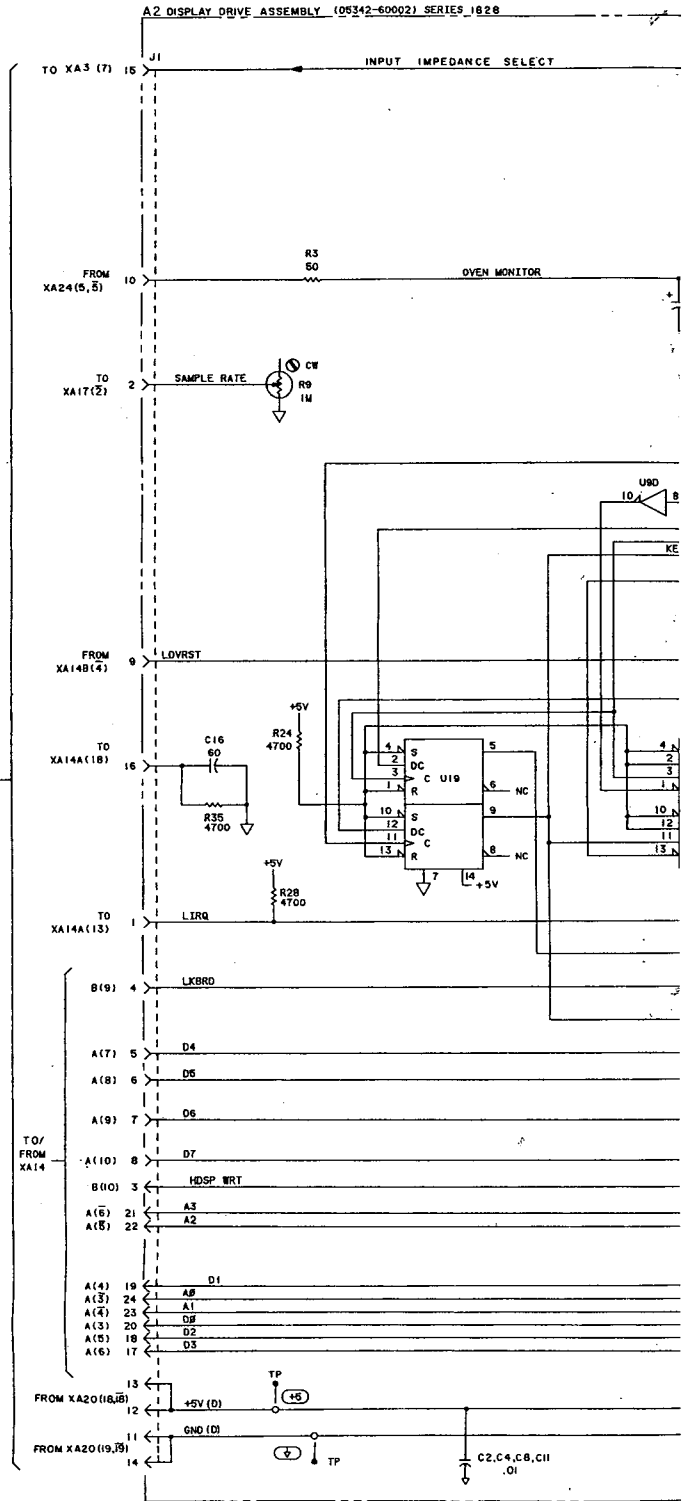 A2 DISPLAY DRIVE ASSEMBLY (05342-60002) SERIES 1828
J1
TO XA3 (7) 15
INPUT IMPEDANCE SELECT
R3
50
FROM
XA24(5,5̅)
10
OVEN MONITOR
+
TO
XA17(2̅)
2
SAMPLE RATE
CW
R9
1M
U9D
10
8
KE
FROM
XA14B(4̅)
9
LOVRST
TO
XA14A(18)
16
C16
60
R35
4700
+5V
R24
4700
4 S 5
2 DC
3 C U19
1 R 6 NC
10 S 9
12 DC
11 C
13 R 8 NC
7 14
+5V
4
2
3
1
10
12
11
13
+5V
R28
4700
TO
XA14A(13)
1
LIRQ
B(9) 4 LKBRD
A(7) 5 D4
A(8) 6 D5
A(9) 7 D6
TO/
FROM
XA14
A(10) 8 D7
B(10) 3 HDSP WRT
A(6̅) 21 A3
A(5̅) 22 A2
A(4) 19 D1
A(3̅) 24 AØ
A(4̅) 23 A1
A(3) 20 DØ
A(5) 18 D2
A(6) 17 D3
13
FROM XA20(18,1̅8̅)
12
+5V (D)
TP
+5
11
GND (D)
FROM XA20(19,1̅9̅)
14
TP
C2,C4,C8,C11
.01